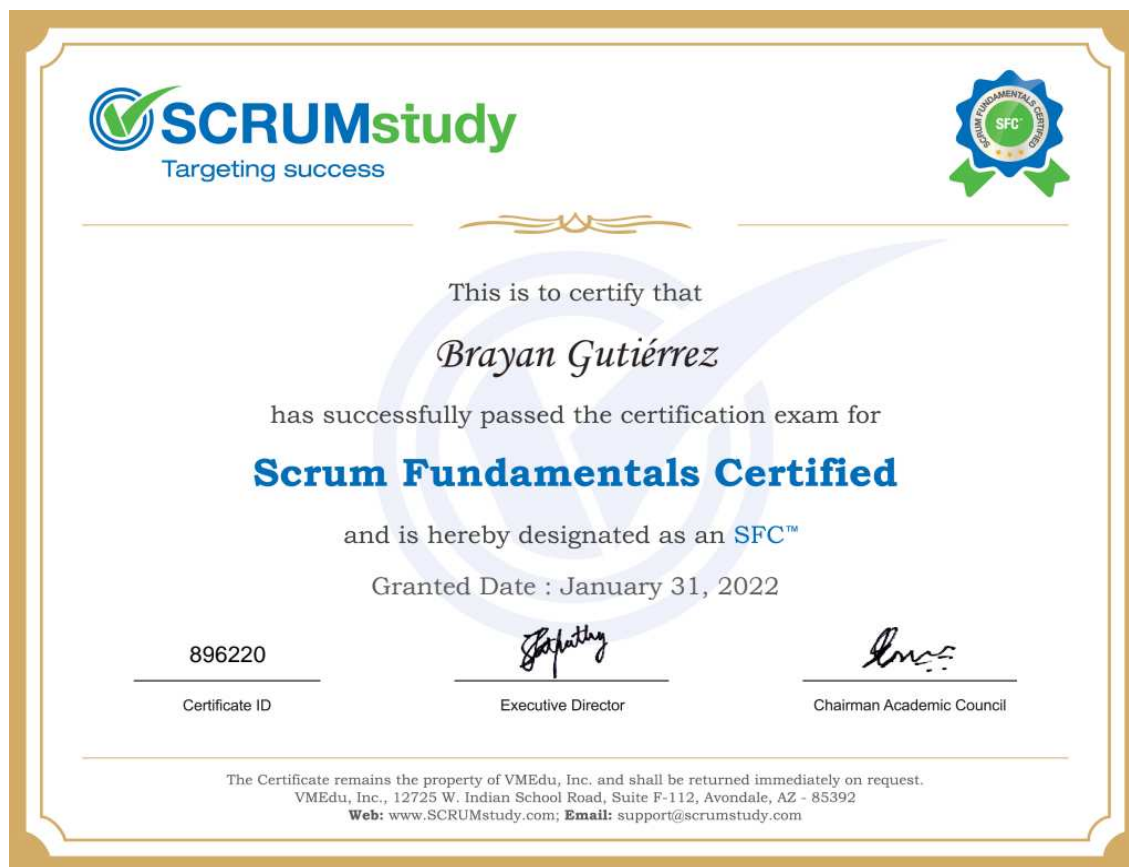 SCRUMstudy
Targeting success
SCRUM FUNDAMENTALS CERTIFIED
SFC™
This is to certify that
Brayan Gutiérrez
has successfully passed the certification exam for
Scrum Fundamentals Certified
and is hereby designated as an SFC™
Granted Date : January 31, 2022
896220
Certificate ID
Executive Director
Chairman Academic Council
The Certificate remains the property of VMEdu, Inc. and shall be returned immediately on request.
VMEdu, Inc., 12725 W. Indian School Road, Suite F-112, Avondale, AZ - 85392
Web: www.SCRUMstudy.com; Email: support@scrumstudy.com